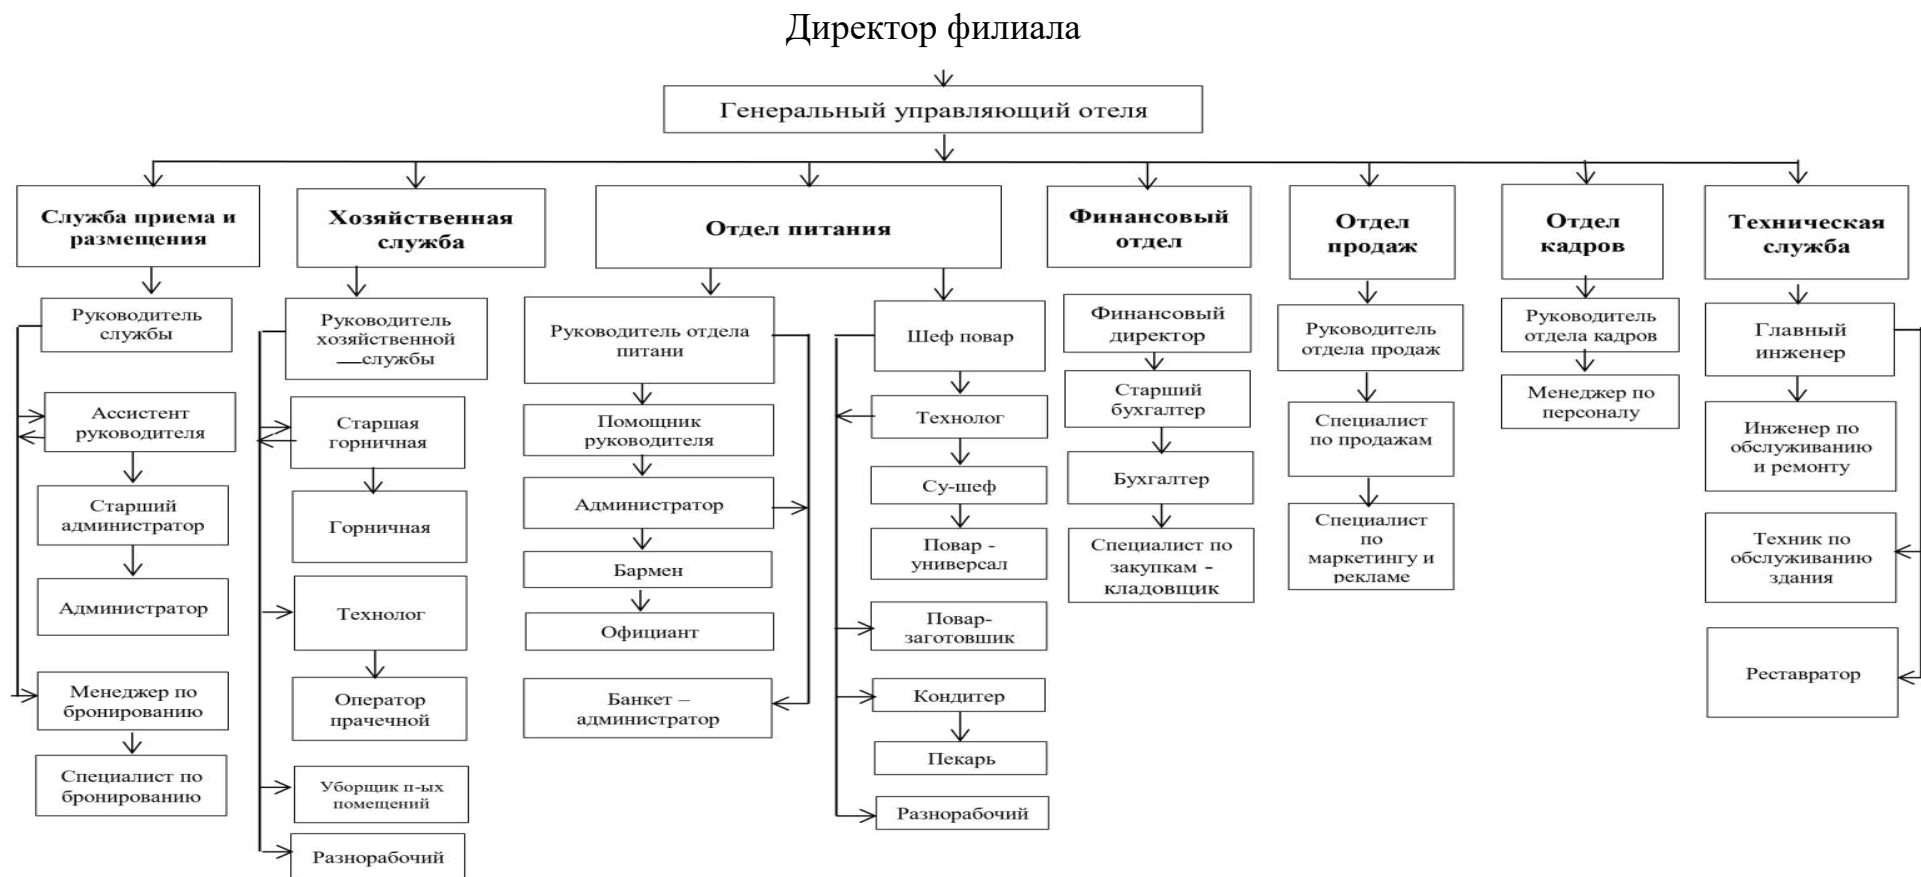 Директор филиала
Генеральный управляющий отеля
Служба приема и
размещения
Хозяйственная
служба
Отдел питания
Финансовый
отдел
Отдел
продаж
Отдел
кадров
Техническая
служба
Руководитель
службы
Ассистент
руководителя
Старший
администратор
Администратор
Менеджер по
бронированию
Специалист по
бронированию
Руководитель
хозяйственной
службы
Старшая
горничная
Горничная
Технолог
Оператор
прачечной
Уборщик п-ых
помещений
Разнорабочий
Руководитель отдела
питани
Помощник
руководителя
Администратор
Бармен
Официант
Банкет –
администратор
Шеф повар
Технолог
Су-шеф
Повар -
универсал
Повар-
заготовшик
Кондитер
Пекарь
Разнорабочий
Финансовый
директор
Старший
бухгалтер
Бухгалтер
Специалист по
закупкам -
кладовщик
Руководитель
отдела продаж
Специалист
по продажам
Специалист
по
маркетингу и
рекламе
Руководитель
отдела кадров
Менеджер по
персоналу
Главный
инженер
Инженер по
обслуживанию
и ремонту
Техник по
обслуживанию
здания
Реставратор